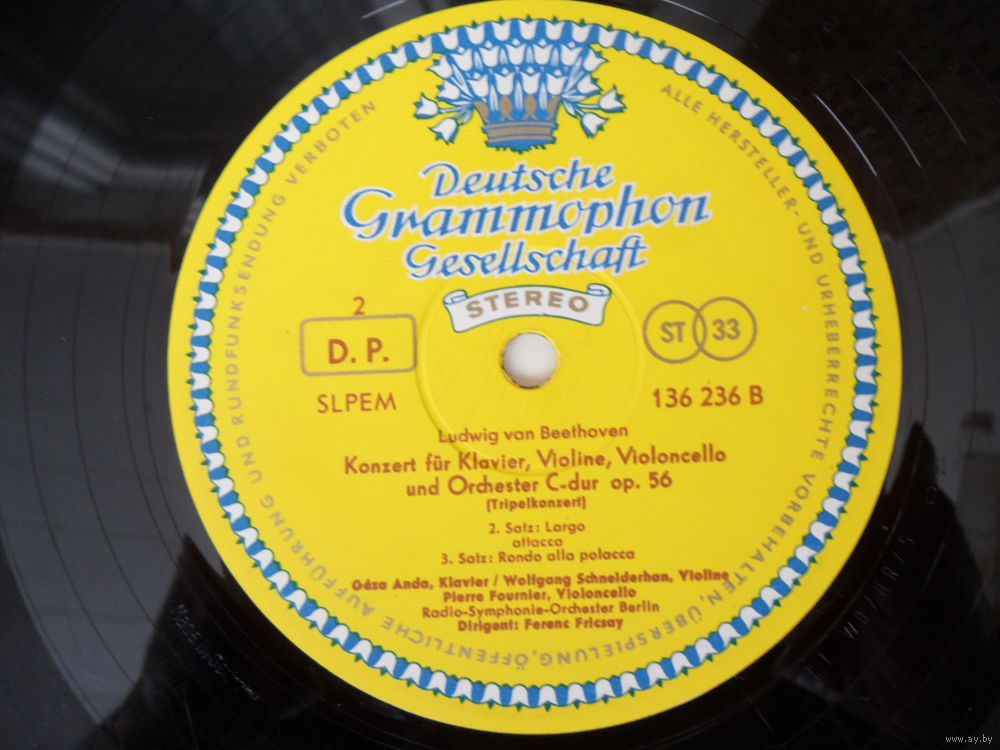 ALLE HERSTELLER- UND URHEBERRECHTE VORBEHALTEN, ÜBERSPIELUNG, ÖFFENTLICHE AUFFÜHRUNG UND RUNDFUNKSENDUNG VERBOTEN
Deutsche
Grammophon
Gesellschaft
STEREO
2
D. P.
ST 33
SLPEM
136 236 B
Ludwig van Beethoven
Konzert für Klavier, Violine, Violoncello
und Orchester C-dur op. 56
(Tripelkonzert)
2. Satz: Largo
attacca
3. Satz: Rondo alla polacca
Géza Anda, Klavier / Wolfgang Schneiderhan, Violine
Pierre Fournier, Violoncello
Radio-Symphonie-Orchester Berlin
Dirigent: Ferenc Fricsay
www.ay.by